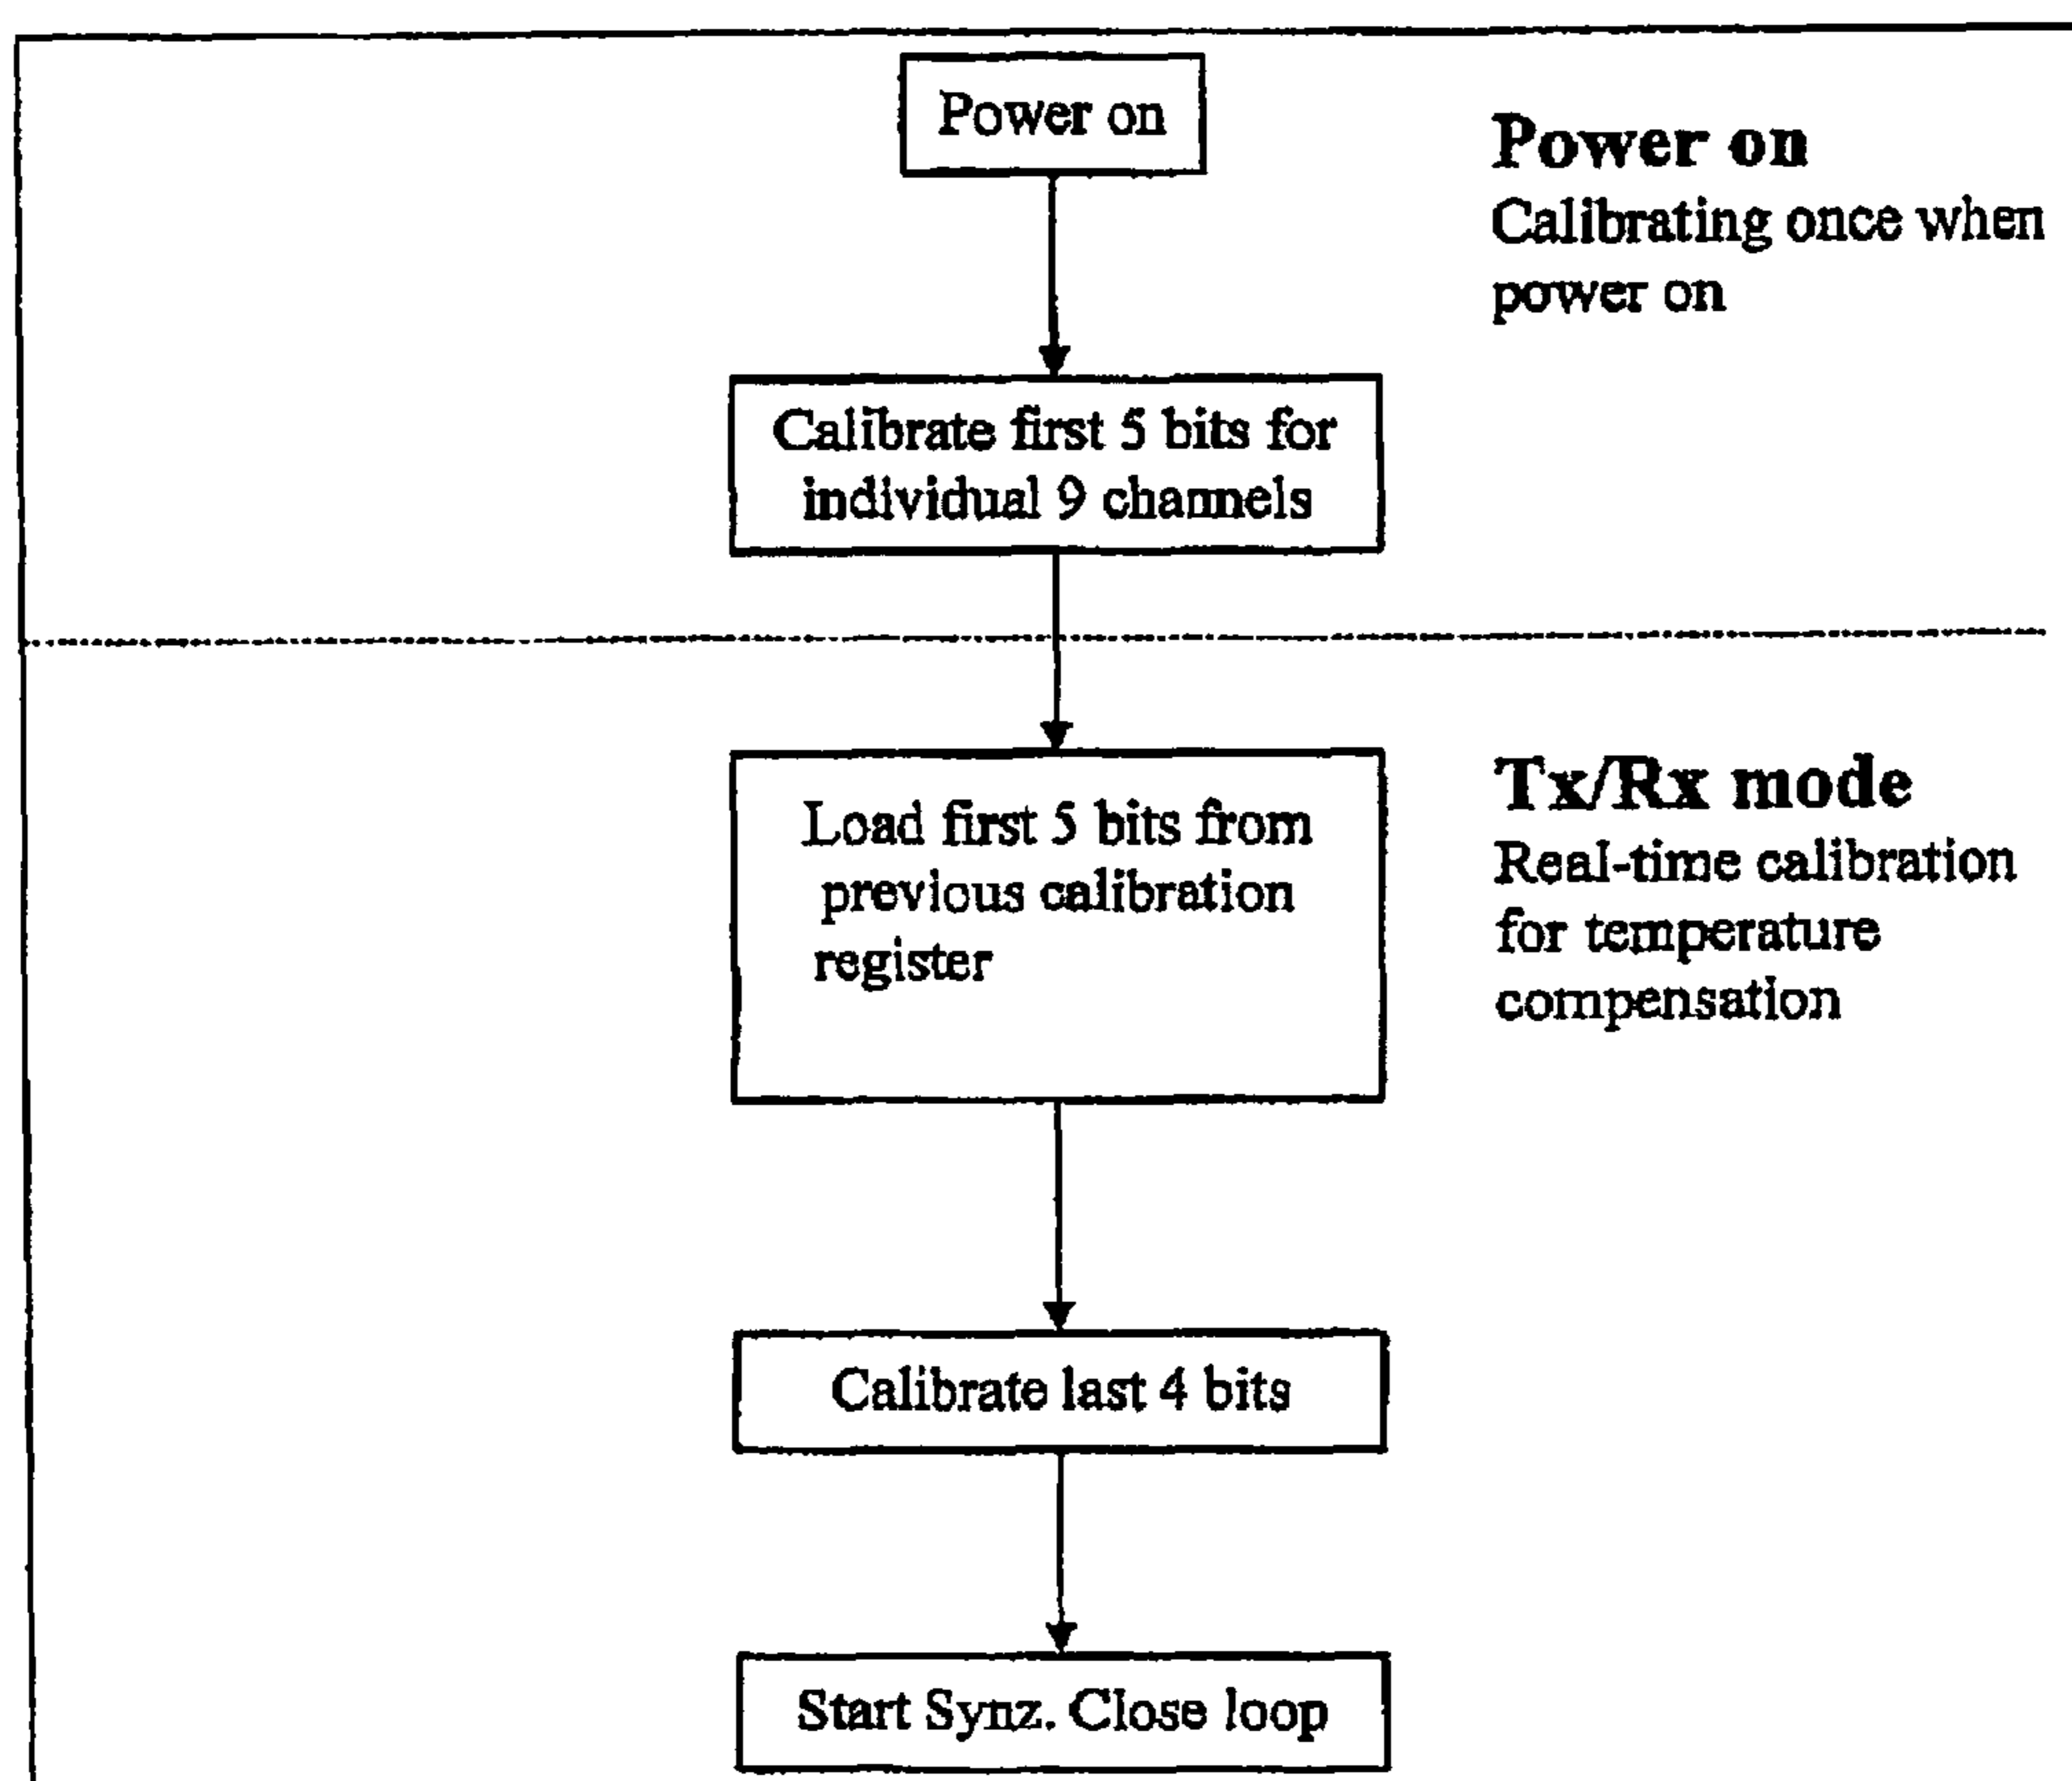 Power on
Power on
Calibrating once when
power on
Calibrate first 5 bits for
individual 9 channels
Load first 5 bits from
previous calibration
register
Tx/Rx mode
Real-time calibration
for temperature
compensation
Calibrate last 4 bits
Start Synz. Close loop